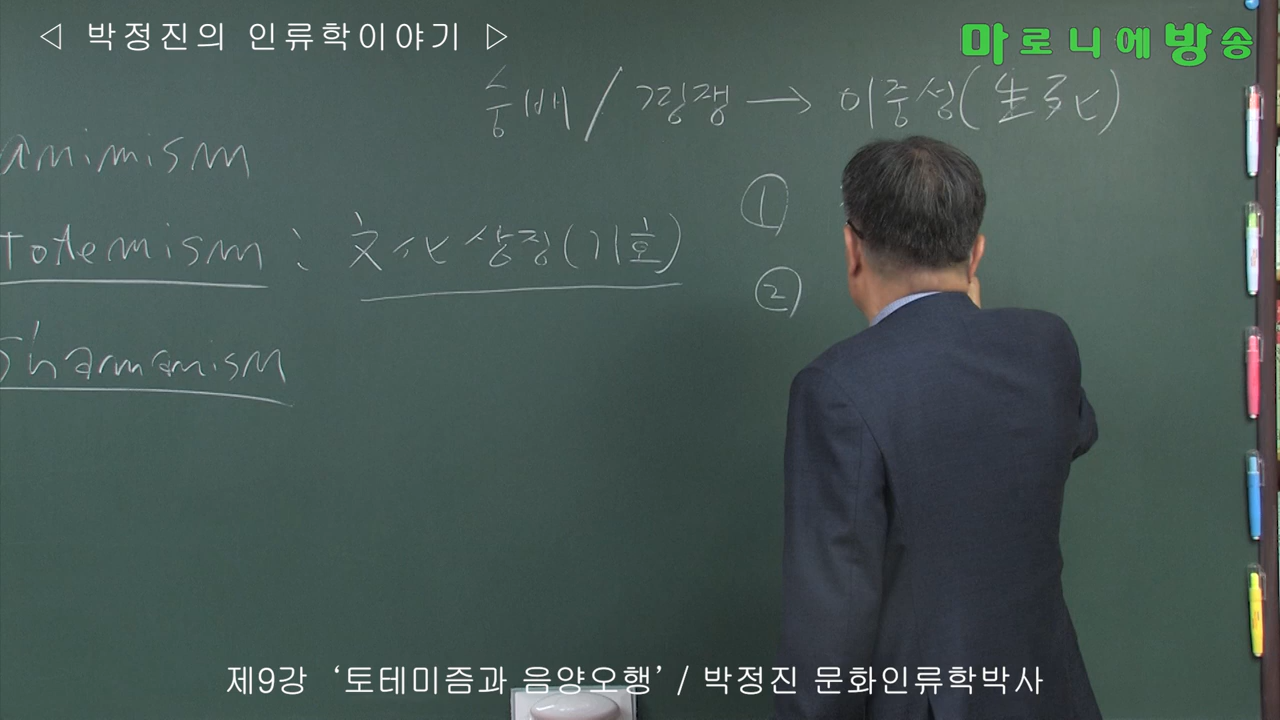 ◁ 박정진의 인류학이야기 ▷
마로니에방송
숭배/경쟁→이중성(生死)
animism
①
totemism : 文化상징(기호)
②
Sharmanism
제9강 ‘토테미즘과 음양오행’ / 박정진 문화인류학박사